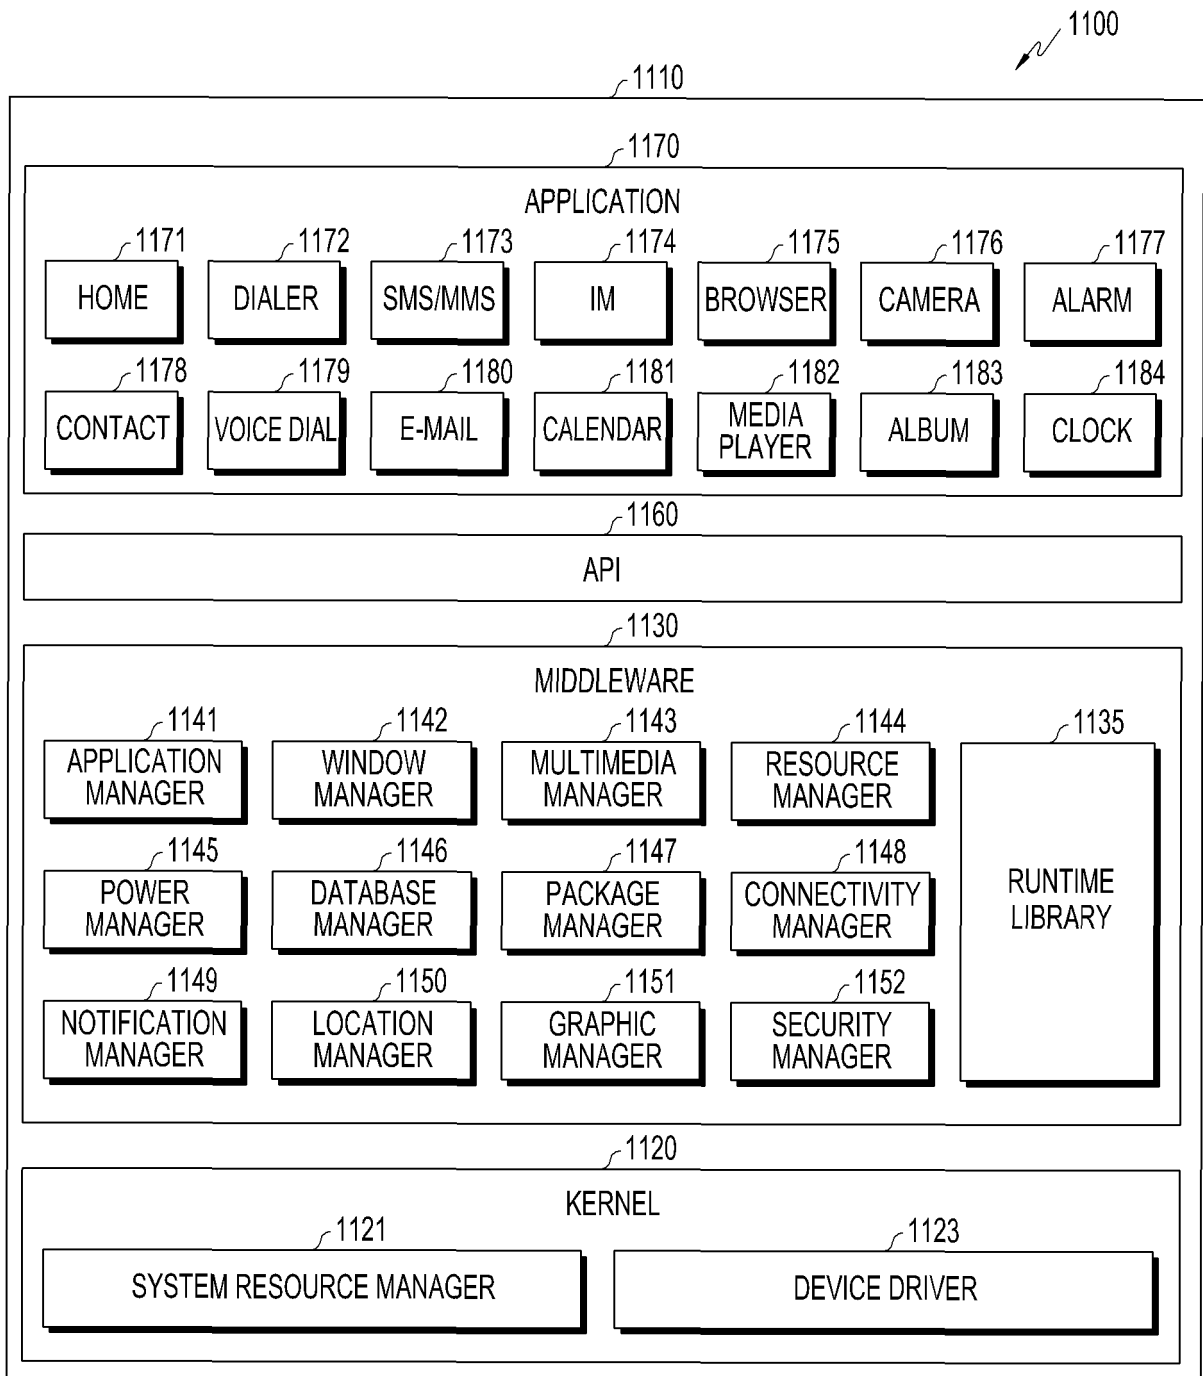 1100
1110
1170
APPLICATION
1171 1172 1173 1174 1175 1176 1177
HOME DIALER SMS/MMS IM BROWSER CAMERA ALARM
1178 1179 1180 1181 1182 1183 1184
CONTACT VOICE DIAL E-MAIL CALENDAR MEDIA PLAYER ALBUM CLOCK
1160
API
1130
MIDDLEWARE
1141 1142 1143 1144 1135
APPLICATION MANAGER WINDOW MANAGER MULTIMEDIA MANAGER RESOURCE MANAGER
1145 1146 1147 1148
POWER MANAGER DATABASE MANAGER PACKAGE MANAGER CONNECTIVITY MANAGER RUNTIME LIBRARY
1149 1150 1151 1152
NOTIFICATION MANAGER LOCATION MANAGER GRAPHIC MANAGER SECURITY MANAGER
1120
KERNEL
1121 1123
SYSTEM RESOURCE MANAGER DEVICE DRIVER